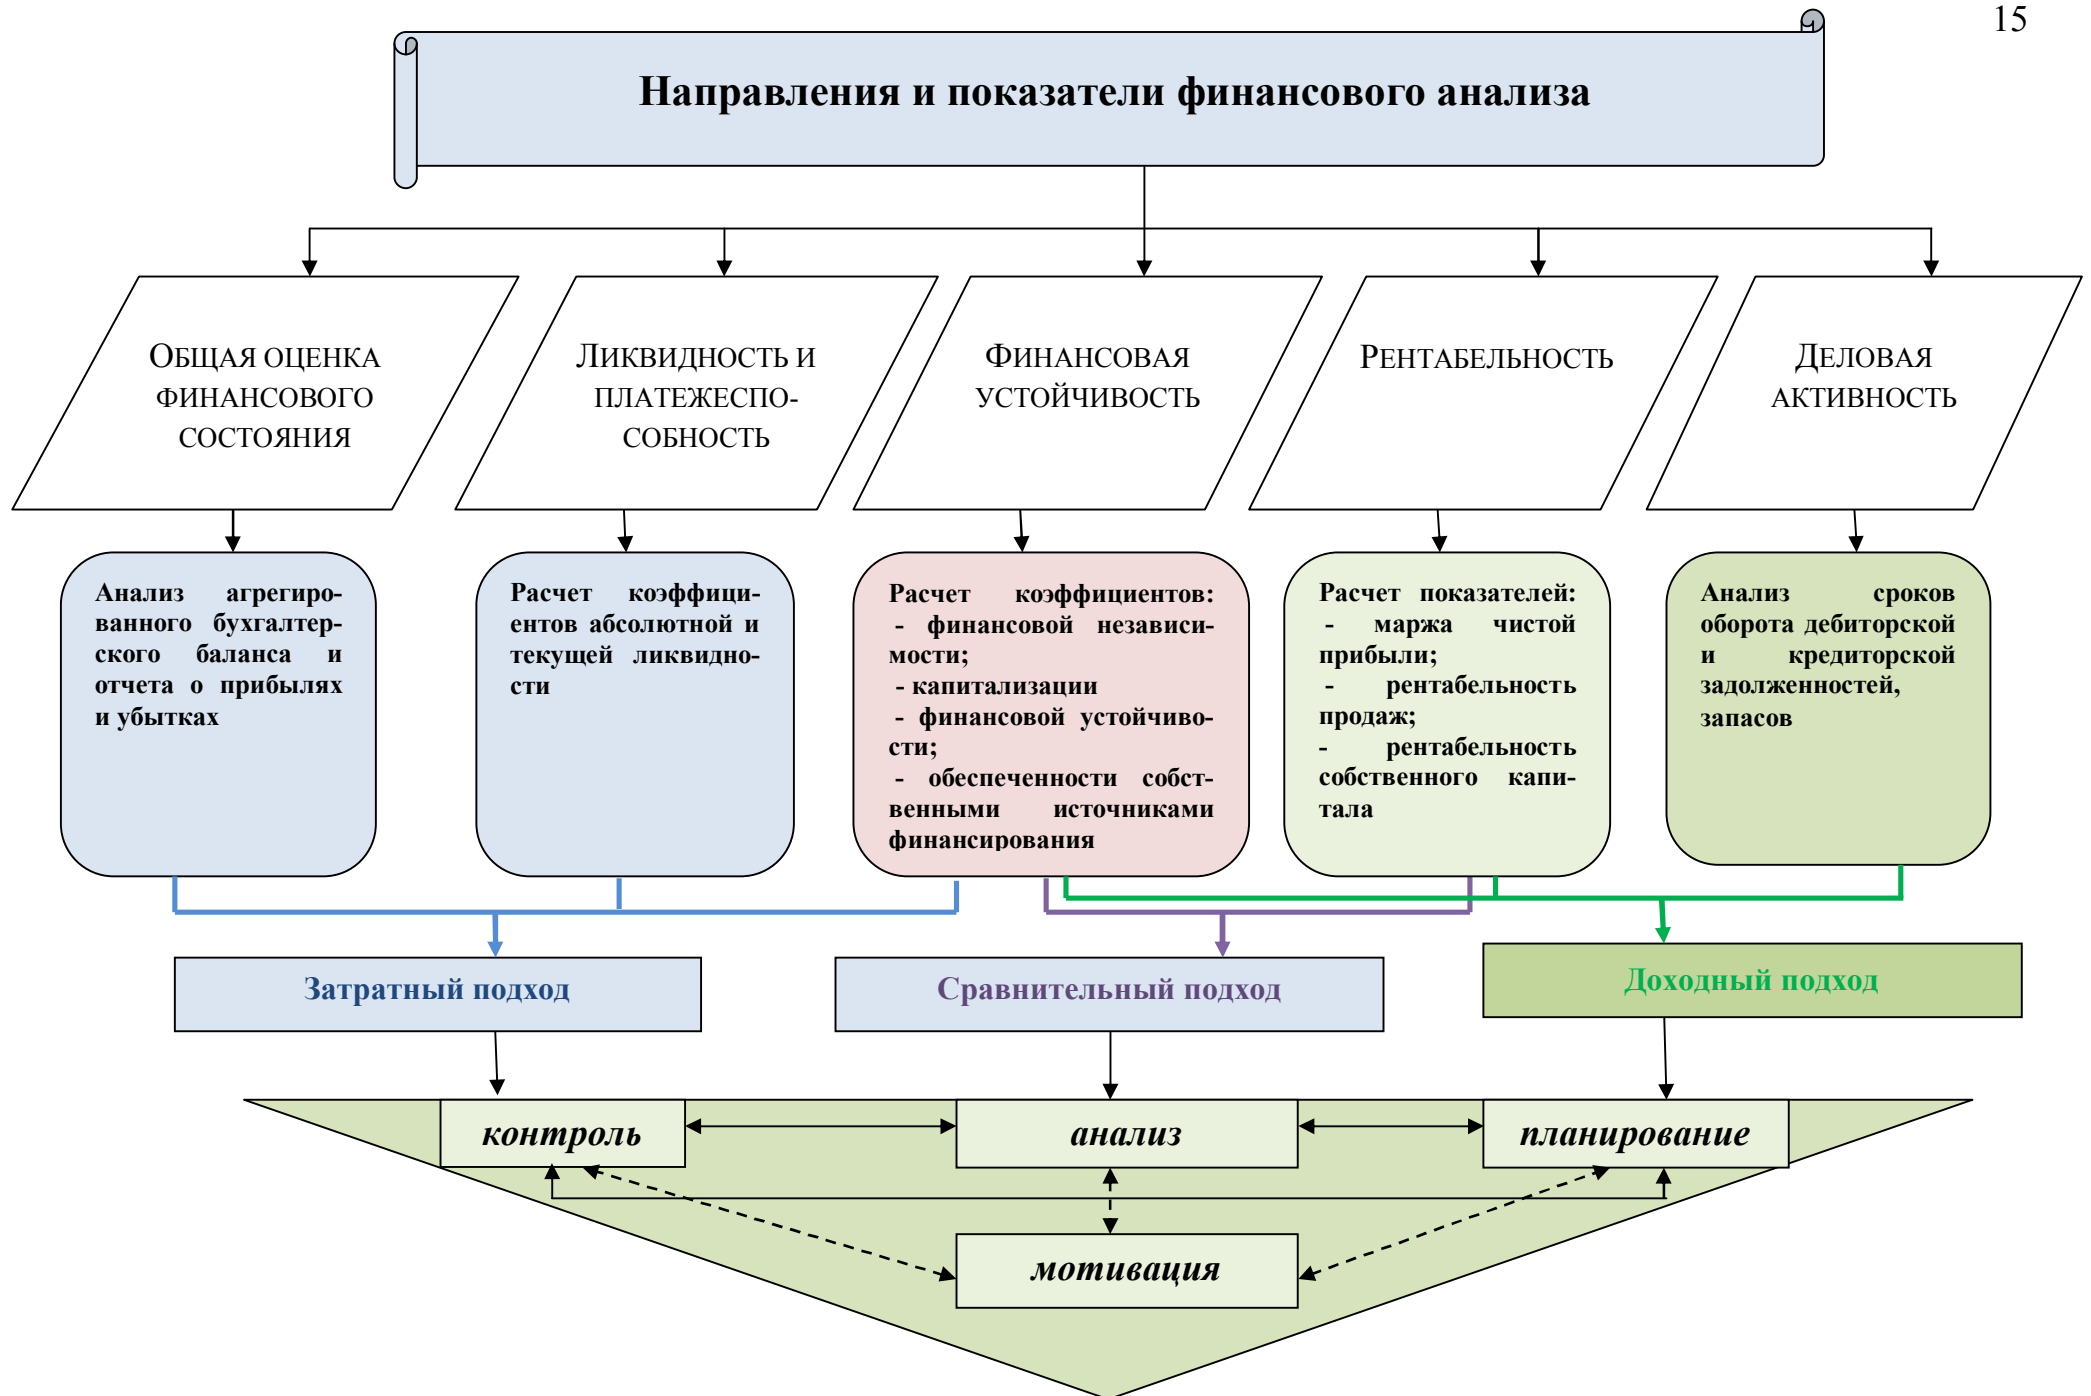 15
Направления и показатели финансового анализа
ОБЩАЯ ОЦЕНКА
ФИНАНСОВОГО
СОСТОЯНИЯ
ЛИКВИДНОСТЬ И
ПЛАТЕЖЕСПО-
СОБНОСТЬ
ФИНАНСОВАЯ
УСТОЙЧИВОСТЬ
РЕНТАБЕЛЬНОСТЬ
ДЕЛОВАЯ
АКТИВНОСТЬ
Анализ агрегиро-
ванного бухгалтер-
ского баланса и
отчета о прибылях
и убытках
Расчет коэффици-
ентов абсолютной и
текущей ликвидно-
сти
Расчет коэффициентов:
- финансовой независи-
мости;
- капитализации
- финансовой устойчиво-
сти;
- обеспеченности собст-
венными источниками
финансирования
Расчет показателей:
- маржа чистой
прибыли;
- рентабельность
продаж;
- рентабельность
собственного капи-
тала
Анализ сроков
оборота дебиторской
и кредиторской
задолженностей,
запасов
Затратный подход
Сравнительный подход
Доходный подход
контроль
анализ
планирование
мотивация